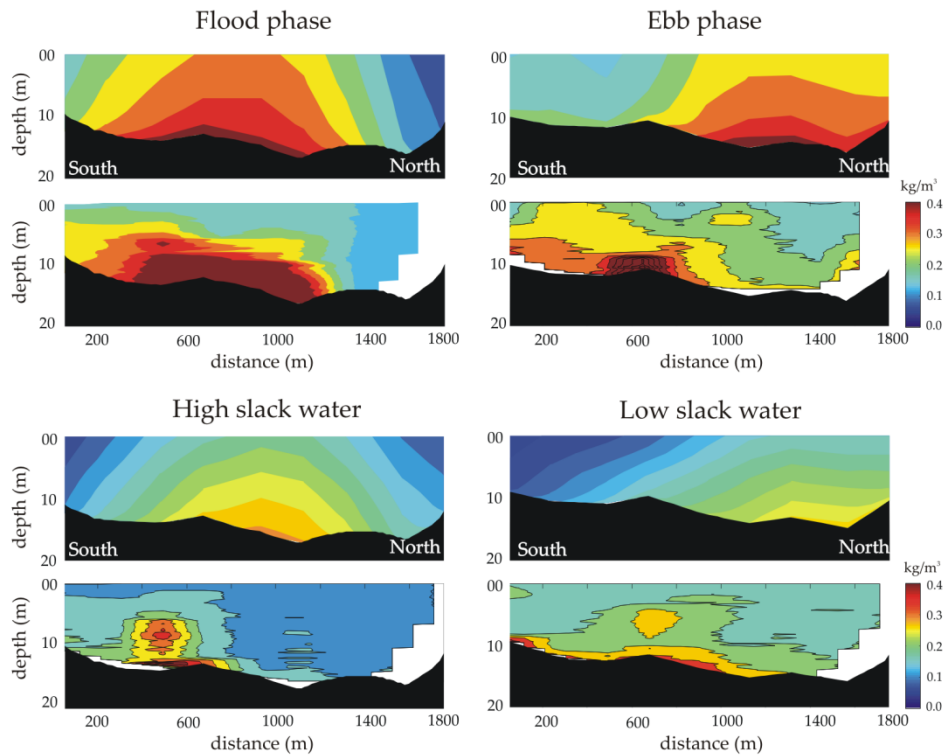 Flood phase
Ebb phase
depth (m)
00
10
20
South
North
00
10
South
North
20
kg/m³
0.4
0.3
0.2
0.1
0.0
depth (m)
00
10
20
200
600
1000
1400
1800
distance (m)
00
10
20
200
600
1000
1400
1800
distance (m)
High slack water
Low slack water
depth (m)
00
10
20
South
North
00
10
20
South
North
kg/m³
0.4
0.3
0.2
0.1
0.0
depth (m)
00
10
20
200
600
1000
1400
1800
distance (m)
00
10
20
200
600
1000
1400
1800
distance (m)